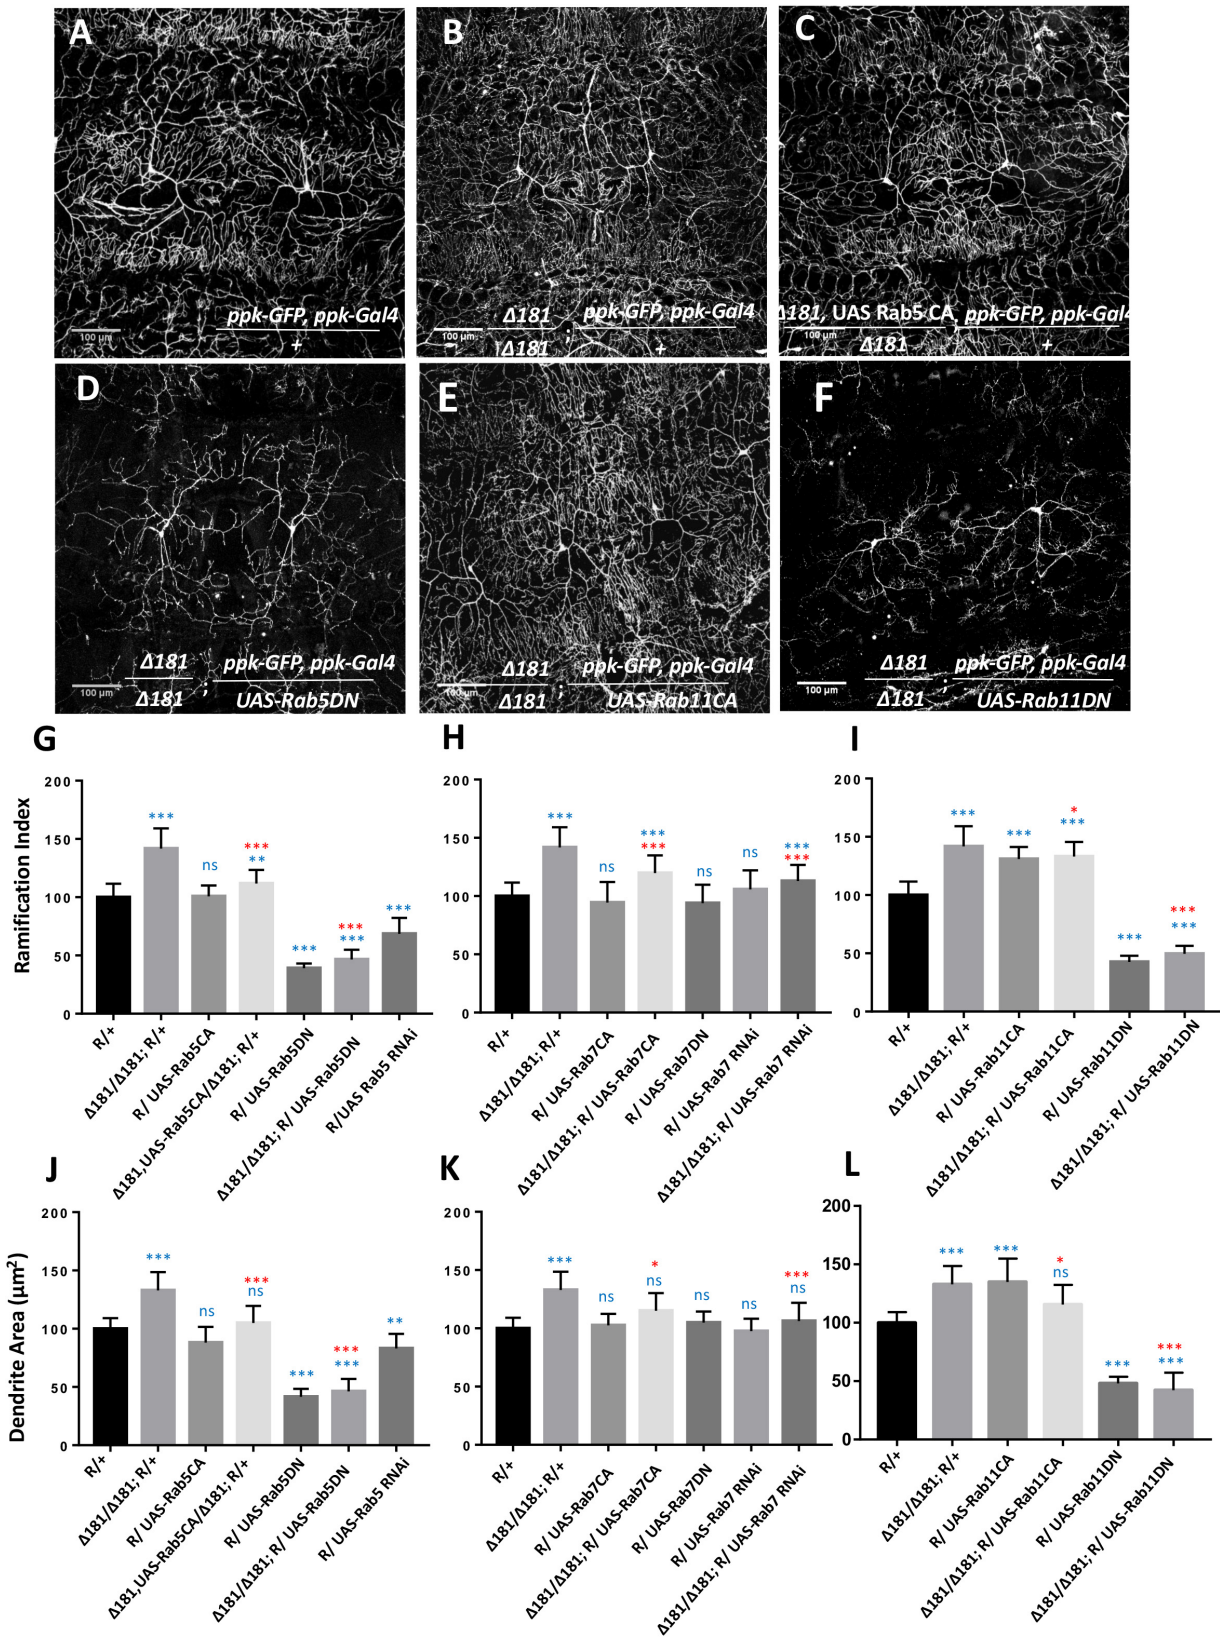 A
ppk-GFP, ppk-Gal4
+
100 µm
B
Δ181 ; ppk-GFP, ppk-Gal4
Δ181 +
100 µm
C
Δ181, UAS Rab5 CA, ppk-GFP, ppk-Gal4
Δ181 +
100 µm
D
Δ181 ; ppk-GFP, ppk-Gal4
Δ181 UAS-Rab5DN
100 µm
E
Δ181 ; ppk-GFP, ppk-Gal4
Δ181 UAS-Rab11CA
100 µm
F
Δ181 ; ppk-GFP, ppk-Gal4
Δ181 UAS-Rab11DN
100 µm
G
Ramification Index
200
150
100
50
0
***
ns
***
**
***
***
***
***
R/+
Δ181/Δ181; R/+
R/ UAS-Rab5CA
Δ181,UAS-Rab5CA/Δ181; R/+
R/ UAS-Rab5DN
Δ181/Δ181; R/ UAS-Rab5DN
R/UAS Rab5 RNAi
H
200
150
100
50
0
***
ns
***
***
ns
ns
***
***
R/+
Δ181/Δ181; R/+
R/ UAS-Rab7CA
Δ181/Δ181; R/ UAS-Rab7CA
R/ UAS-Rab7DN
R/ UAS-Rab7 RNAi
Δ181/Δ181; R/ UAS-Rab7 RNAi
I
200
150
100
50
0
***
***
*
***
***
***
***
R/+
Δ181/Δ181; R/+
R/ UAS-Rab11CA
Δ181/Δ181; R/ UAS-Rab11CA
R/ UAS-Rab11DN
Δ181/Δ181; R/ UAS-Rab11DN
J
Dendrite Area (µm²)
200
150
100
50
0
***
ns
***
ns
***
***
***
**
R/+
Δ181/Δ181; R/+
R/ UAS-Rab5CA
Δ181,UAS-Rab5CA/Δ181; R/+
R/ UAS-Rab5DN
Δ181/Δ181; R/ UAS-Rab5DN
R/ UAS-Rab5 RNAi
K
200
150
100
50
0
***
ns
*
ns
ns
ns
***
ns
R/+
Δ181/Δ181; R/+
R/ UAS-Rab7CA
Δ181/Δ181; R/ UAS-Rab7CA
R/ UAS-Rab7DN
R/ UAS-Rab7 RNAi
Δ181/Δ181; R/ UAS-Rab7 RNAi
L
200
150
100
50
0
***
***
*
ns
***
***
***
R/+
Δ181/Δ181; R/+
R/ UAS-Rab11CA
Δ181/Δ181; R/ UAS-Rab11CA
R/ UAS-Rab11DN
Δ181/Δ181; R/ UAS-Rab11DN